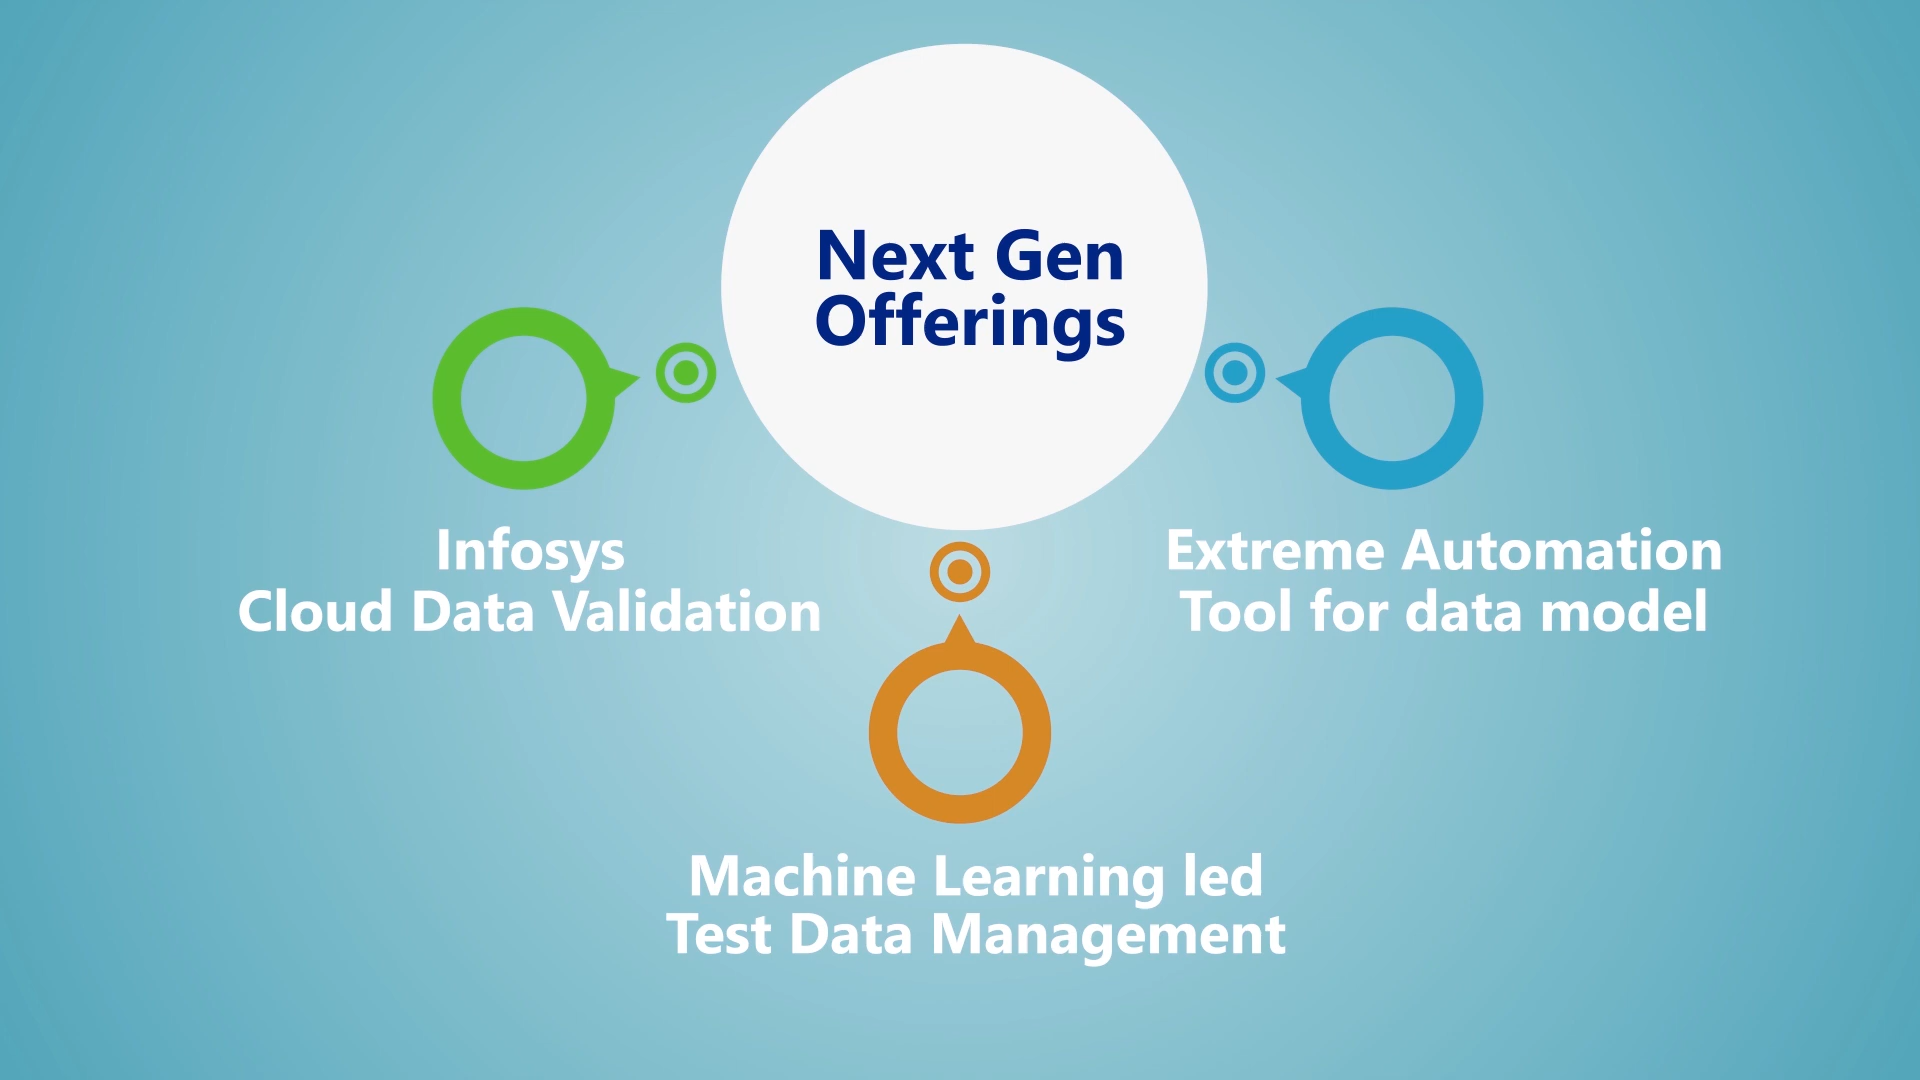 Next Gen
Offerings
Infosys
Cloud Data Validation
Extreme Automation
Tool for data model
Machine Learning led
Test Data Management